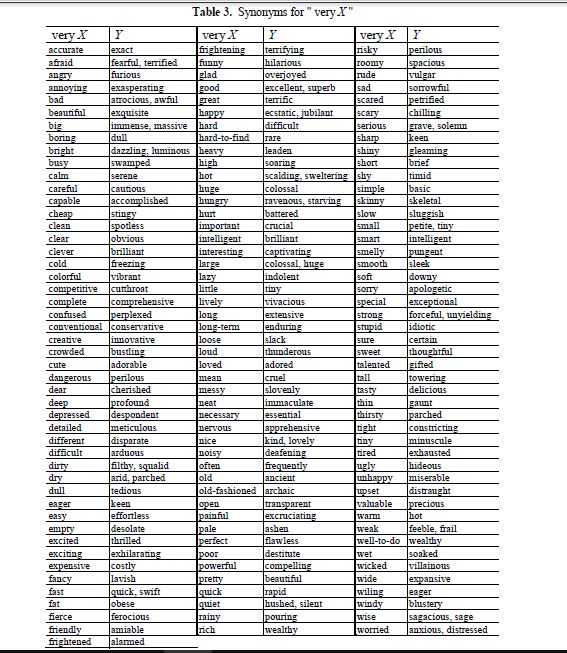 Table 3. Synonyms for " very X"
very X Y very X Y very X Y
accurate exact frightening terrifying risky perilous
afraid fearful, terrified funny hilarious roomy spacious
angry furious glad overjoyed rude vulgar
annoying exasperating good excellent, superb sad sorrowful
bad atrocious, awful great terrific scared petrified
beautiful exquisite happy ecstatic, jubilant scary chilling
big immense, massive hard difficult serious grave, solemn
boring dull hard-to-find rare sharp keen
bright dazzling, luminous heavy leaden shiny gleaming
busy swamped high soaring short brief
calm serene hot scalding, sweltering shy timid
careful cautious huge colossal simple basic
capable accomplished hungry ravenous, starving skinny skeletal
cheap stingy hurt battered slow sluggish
clean spotless important crucial small petite, tiny
clear obvious intelligent brilliant smart intelligent
clever brilliant interesting captivating smelly pungent
cold freezing large colossal, huge smooth sleek
colorful vibrant lazy indolent soft downy
competitive cutthroat little tiny sorry apologetic
complete comprehensive lively vivacious special exceptional
confused perplexed long extensive strong forceful, unyielding
conventional conservative long-term enduring stupid idiotic
creative innovative loose slack sure certain
crowded bustling loud thunderous sweet thoughtful
cute adorable loved adored talented gifted
dangerous perilous mean cruel tall towering
dear cherished messy slovenly tasty delicious
deep profound neat immaculate thin gaunt
depressed despondent necessary essential thirsty parched
detailed meticulous nervous apprehensive tight constricting
different disparate nice kind, lovely tiny minuscule
difficult arduous noisy deafening tired exhausted
dirty filthy, squalid often frequently ugly hideous
dry arid, parched old ancient unhappy miserable
dull tedious old-fashioned archaic upset distraught
eager keen open transparent valuable precious
easy effortless painful excruciating warm hot
empty desolate pale ashen weak feeble, frail
excited thrilled perfect flawless well-to-do wealthy
exciting exhilarating poor destitute wet soaked
expensive costly powerful compelling wicked villainous
fancy lavish pretty beautiful wide expansive
fast quick, swift quick rapid wiling eager
fat obese quiet hushed, silent windy blustery
fierce ferocious rainy pouring wise sagacious, sage
friendly amiable rich wealthy worried anxious, distressed
frightened alarmed